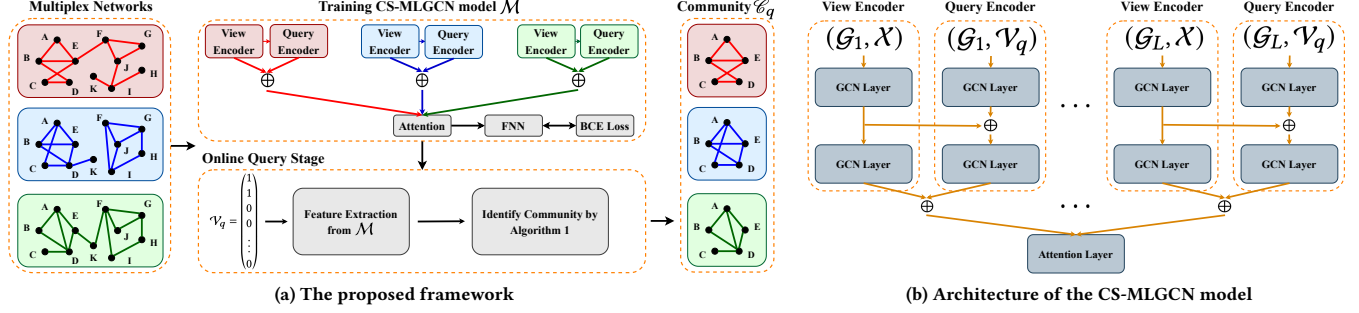 Multiplex Networks
A
B
E
C
D
F
G
J
H
K
I
A
B
E
C
D
F
G
J
H
K
I
A
B
E
C
D
F
G
J
H
K
I
Training CS-MLGCN model ℳ
View
Encoder
Query
Encoder
View
Encoder
Query
Encoder
View
Encoder
Query
Encoder
⊕
⊕
⊕
Attention
FNN
BCE Loss
Online Query Stage
𝒱q =
1
1
0
0
⋮
0
Feature Extraction
from ℳ
Identify Community by
Algorithm 1
Community 𝒞q
A
B
E
C
D
A
B
E
C
D
A
B
E
C
D
(a) The proposed framework
View Encoder
Query Encoder
View Encoder
Query Encoder
(𝒢1, 𝒳)
(𝒢1, 𝒱q)
(𝒢L, 𝒳)
(𝒢L, 𝒱q)
GCN Layer
GCN Layer
GCN Layer
GCN Layer
. . .
⊕
⊕
GCN Layer
GCN Layer
GCN Layer
GCN Layer
⊕
. . .
⊕
Attention Layer
(b) Architecture of the CS-MLGCN model